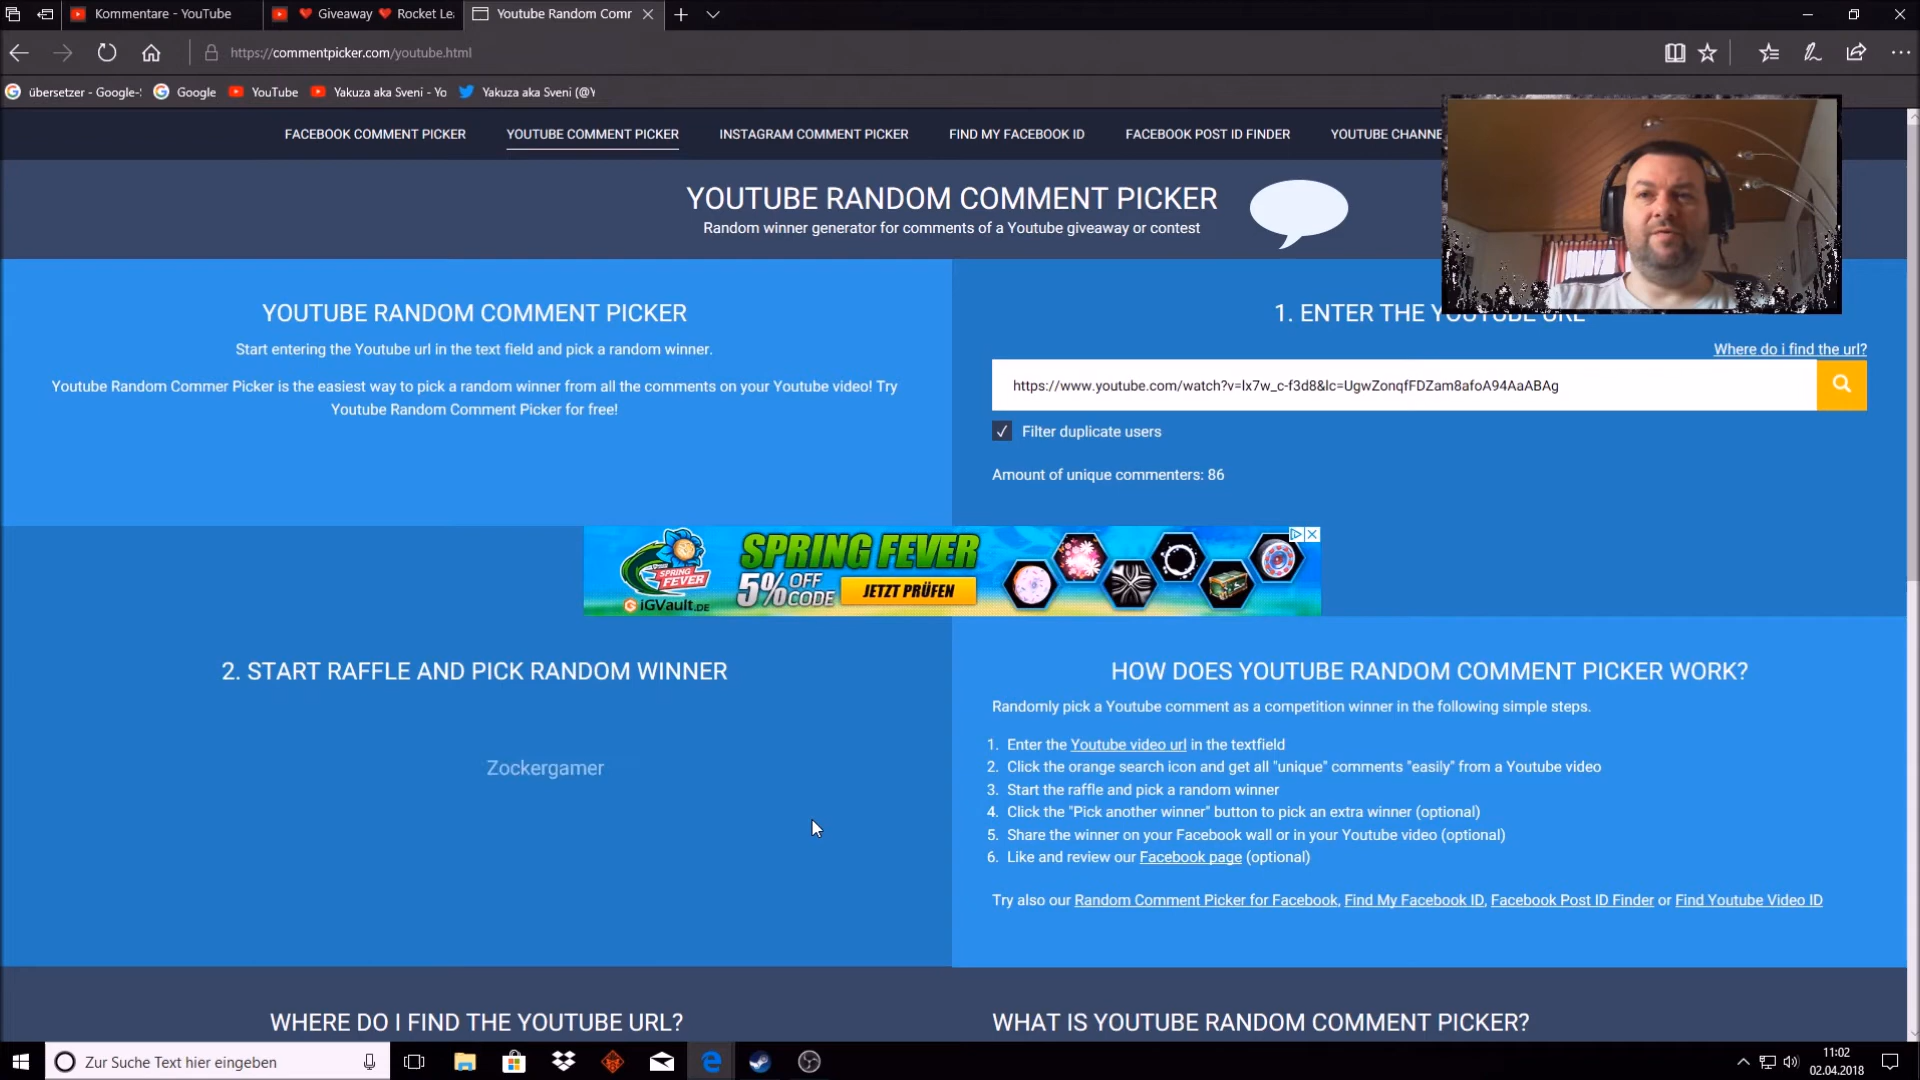 Kommentare - YouTube
❤ Giveaway ❤ Rocket Le
Youtube Random Comr
https://commentpicker.com/youtube.html
übersetzer - Google-S
Google
YouTube
Yakuza aka Sveni - Yo
Yakuza aka Sveni (@Y
FACEBOOK COMMENT PICKER
YOUTUBE COMMENT PICKER
INSTAGRAM COMMENT PICKER
FIND MY FACEBOOK ID
FACEBOOK POST ID FINDER
YOUTUBE CHANNE
YOUTUBE RANDOM COMMENT PICKER
Random winner generator for comments of a Youtube giveaway or contest
YOUTUBE RANDOM COMMENT PICKER
Start entering the Youtube url in the text field and pick a random winner.
Youtube Random Commer Picker is the easiest way to pick a random winner from all the comments on your Youtube video! Try
Youtube Random Comment Picker for free!
1. ENTER THE YOUTUBE URL
Where do i find the url?
https://www.youtube.com/watch?v=lx7w_c-f3d8&lc=UgwZonqfFDZam8afoA94AaABAg
Filter duplicate users
Amount of unique commenters: 86
SPRING FEVER
iGVault.DE
SPRING FEVER
5% OFF CODE
JETZT PRÜFEN
2. START RAFFLE AND PICK RANDOM WINNER
Zockergamer
HOW DOES YOUTUBE RANDOM COMMENT PICKER WORK?
Randomly pick a Youtube comment as a competition winner in the following simple steps.
1. Enter the Youtube video url in the textfield
2. Click the orange search icon and get all "unique" comments "easily" from a Youtube video
3. Start the raffle and pick a random winner
4. Click the "Pick another winner" button to pick an extra winner (optional)
5. Share the winner on your Facebook wall or in your Youtube video (optional)
6. Like and review our Facebook page (optional)
Try also our Random Comment Picker for Facebook, Find My Facebook ID, Facebook Post ID Finder or Find Youtube Video ID
WHERE DO I FIND THE YOUTUBE URL?
WHAT IS YOUTUBE RANDOM COMMENT PICKER?
Zur Suche Text hier eingeben
11:02
02.04.2018